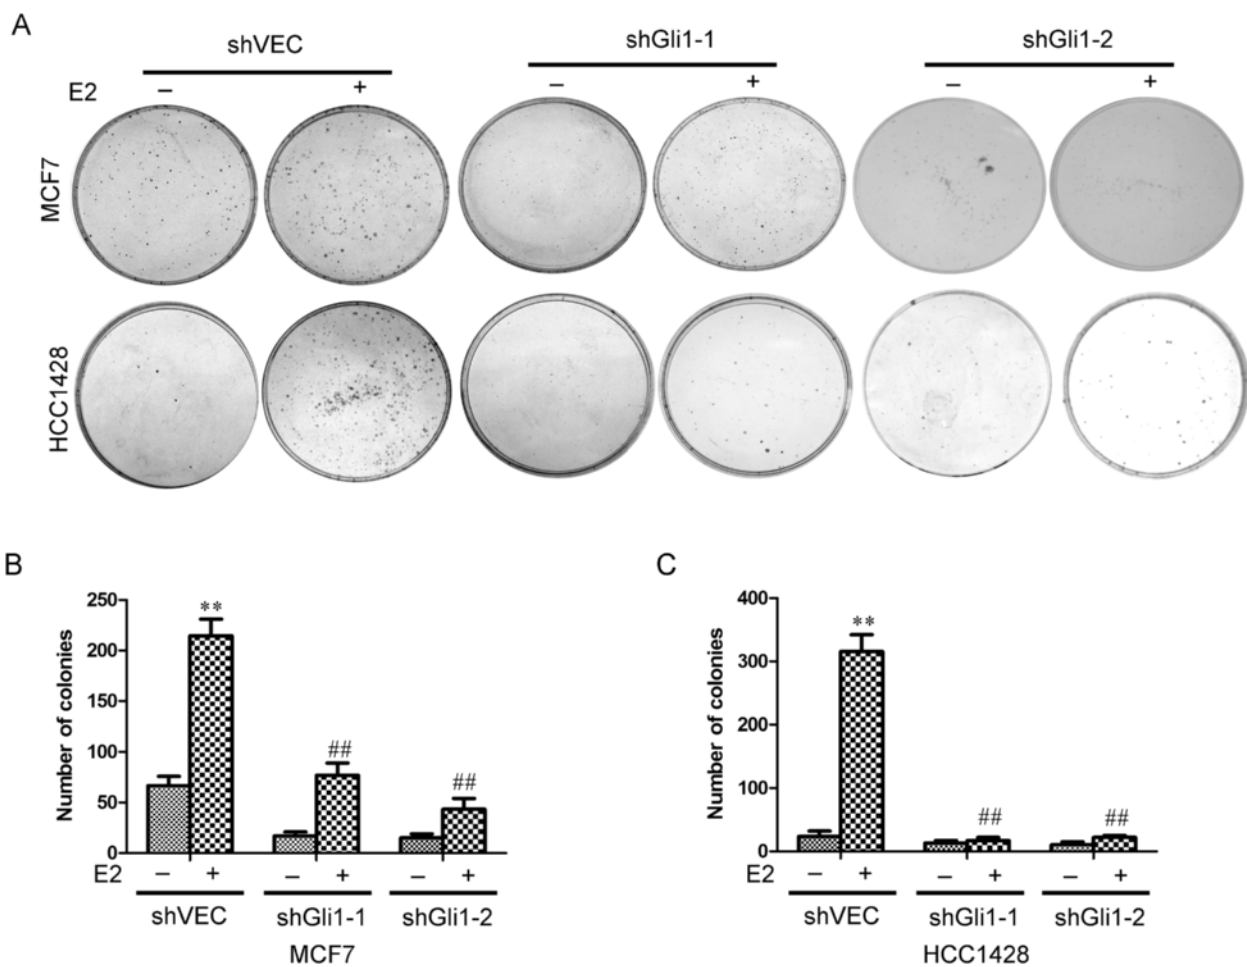 A
shVEC shGli1-1 shGli1-2
E2 – + – + – +
MCF7
HCC1428
B
Number of colonies
250
200
150
100
50
0
**
##
##
E2 – + – + – +
shVEC shGli1-1 shGli1-2
MCF7
C
Number of colonies
400
300
200
100
0
**
##
##
E2 – + – + – +
shVEC shGli1-1 shGli1-2
HCC1428